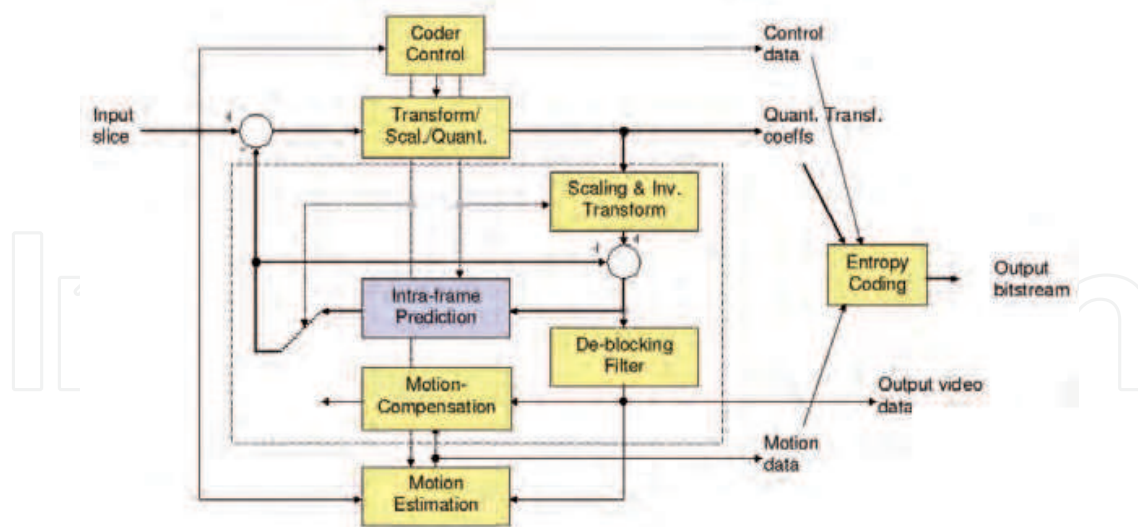 Coder
Control
Control
data
Input
slice
Transform/
Scal./Quant.
Quant. Transf.
coeffs
Scaling & Inv.
Transform
Entropy
Coding
Output
bitstream
Intra-frame
Prediction
De-blocking
Filter
Motion-
Compensation
Output video
data
Motion
data
Motion
Estimation